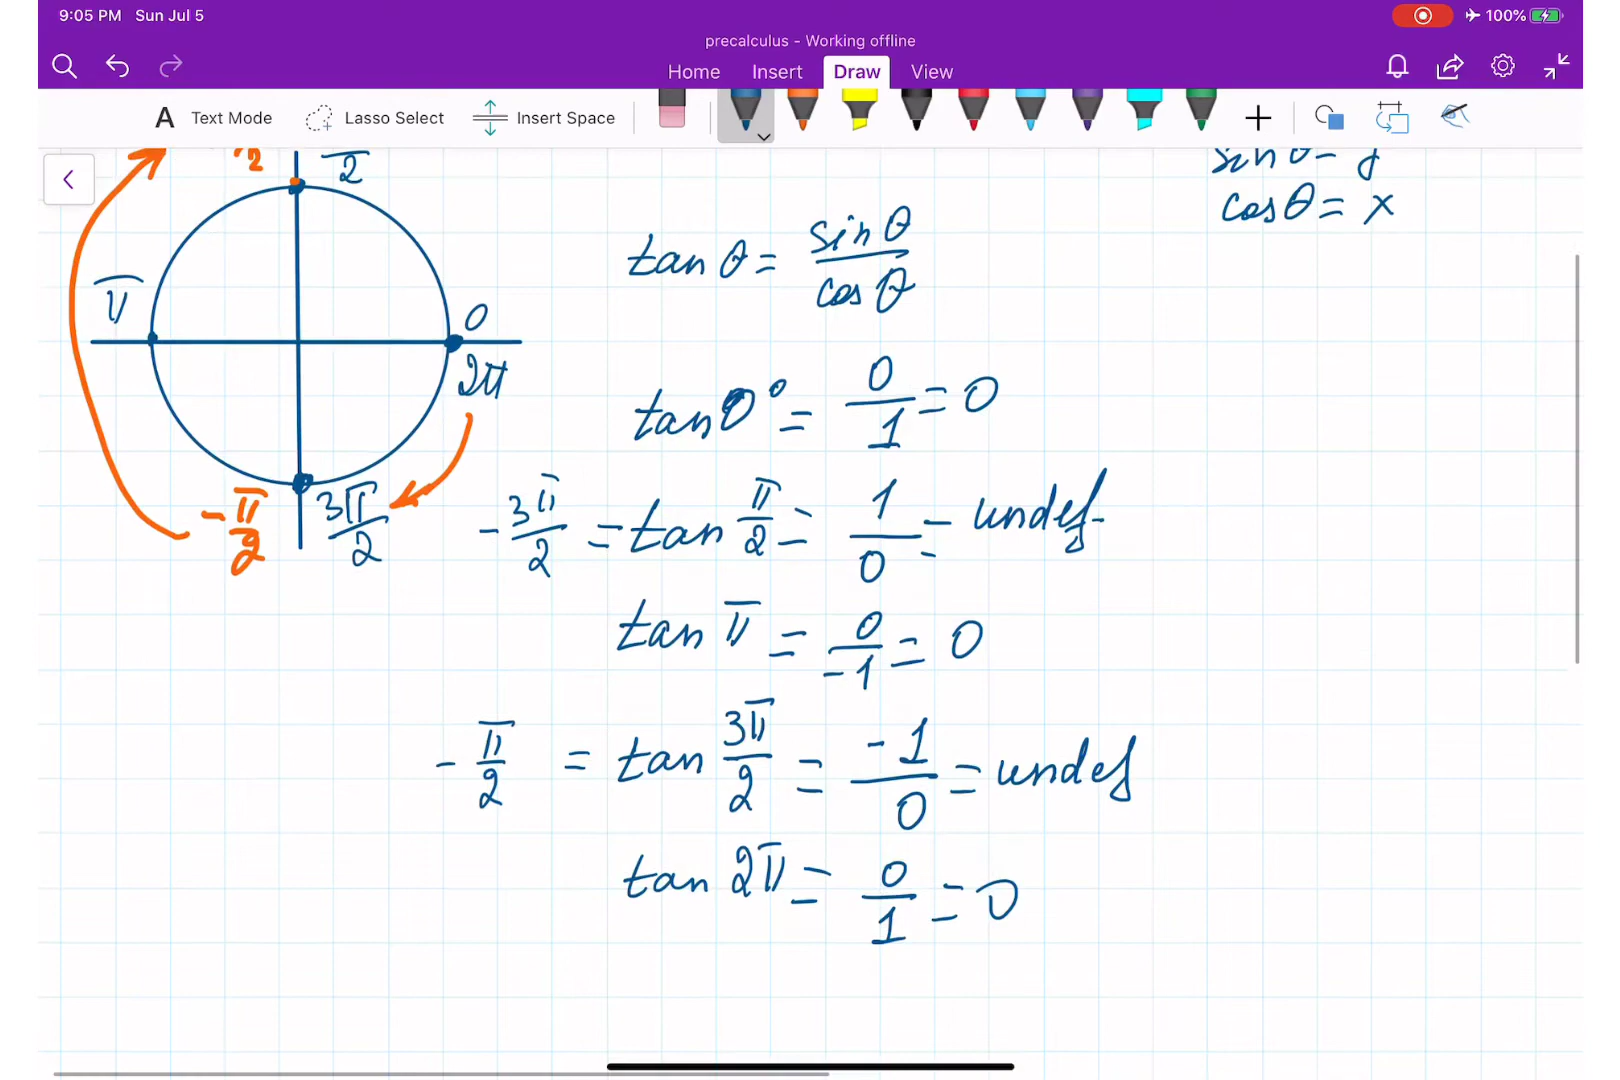 9:05 PM Sun Jul 5
100%
precalculus - Working offline
Home Insert Draw View
Text Mode Lasso Select Insert Space
π/2
sin θ = y
cos θ = x
tan θ = sin θ / cos θ
π
0
2π
tan 0° = 0/1 = 0
-π/2
3π/2
-3π/2 = tan π/2 = 1/0 = undef.
tan π = 0/-1 = 0
-π/2 = tan 3π/2 = -1/0 = undef
tan 2π = 0/1 = 0